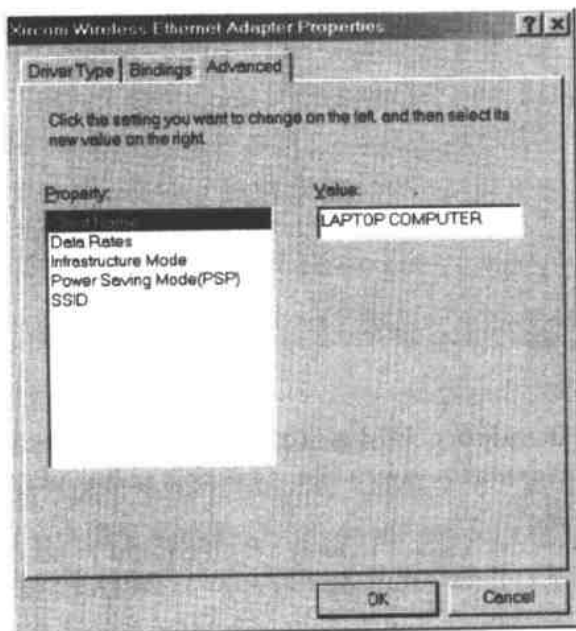 Xircom Wireless Ethernet Adapter Properties
Driver Type Bindings Advanced
Click the setting you want to change on the left, and then select its
new value on the right.
Property:
Value:
LAPTOP COMPUTER
Data Rates
Infrastructure Mode
Power Saving Mode(PSP)
SSID
OK Cancel